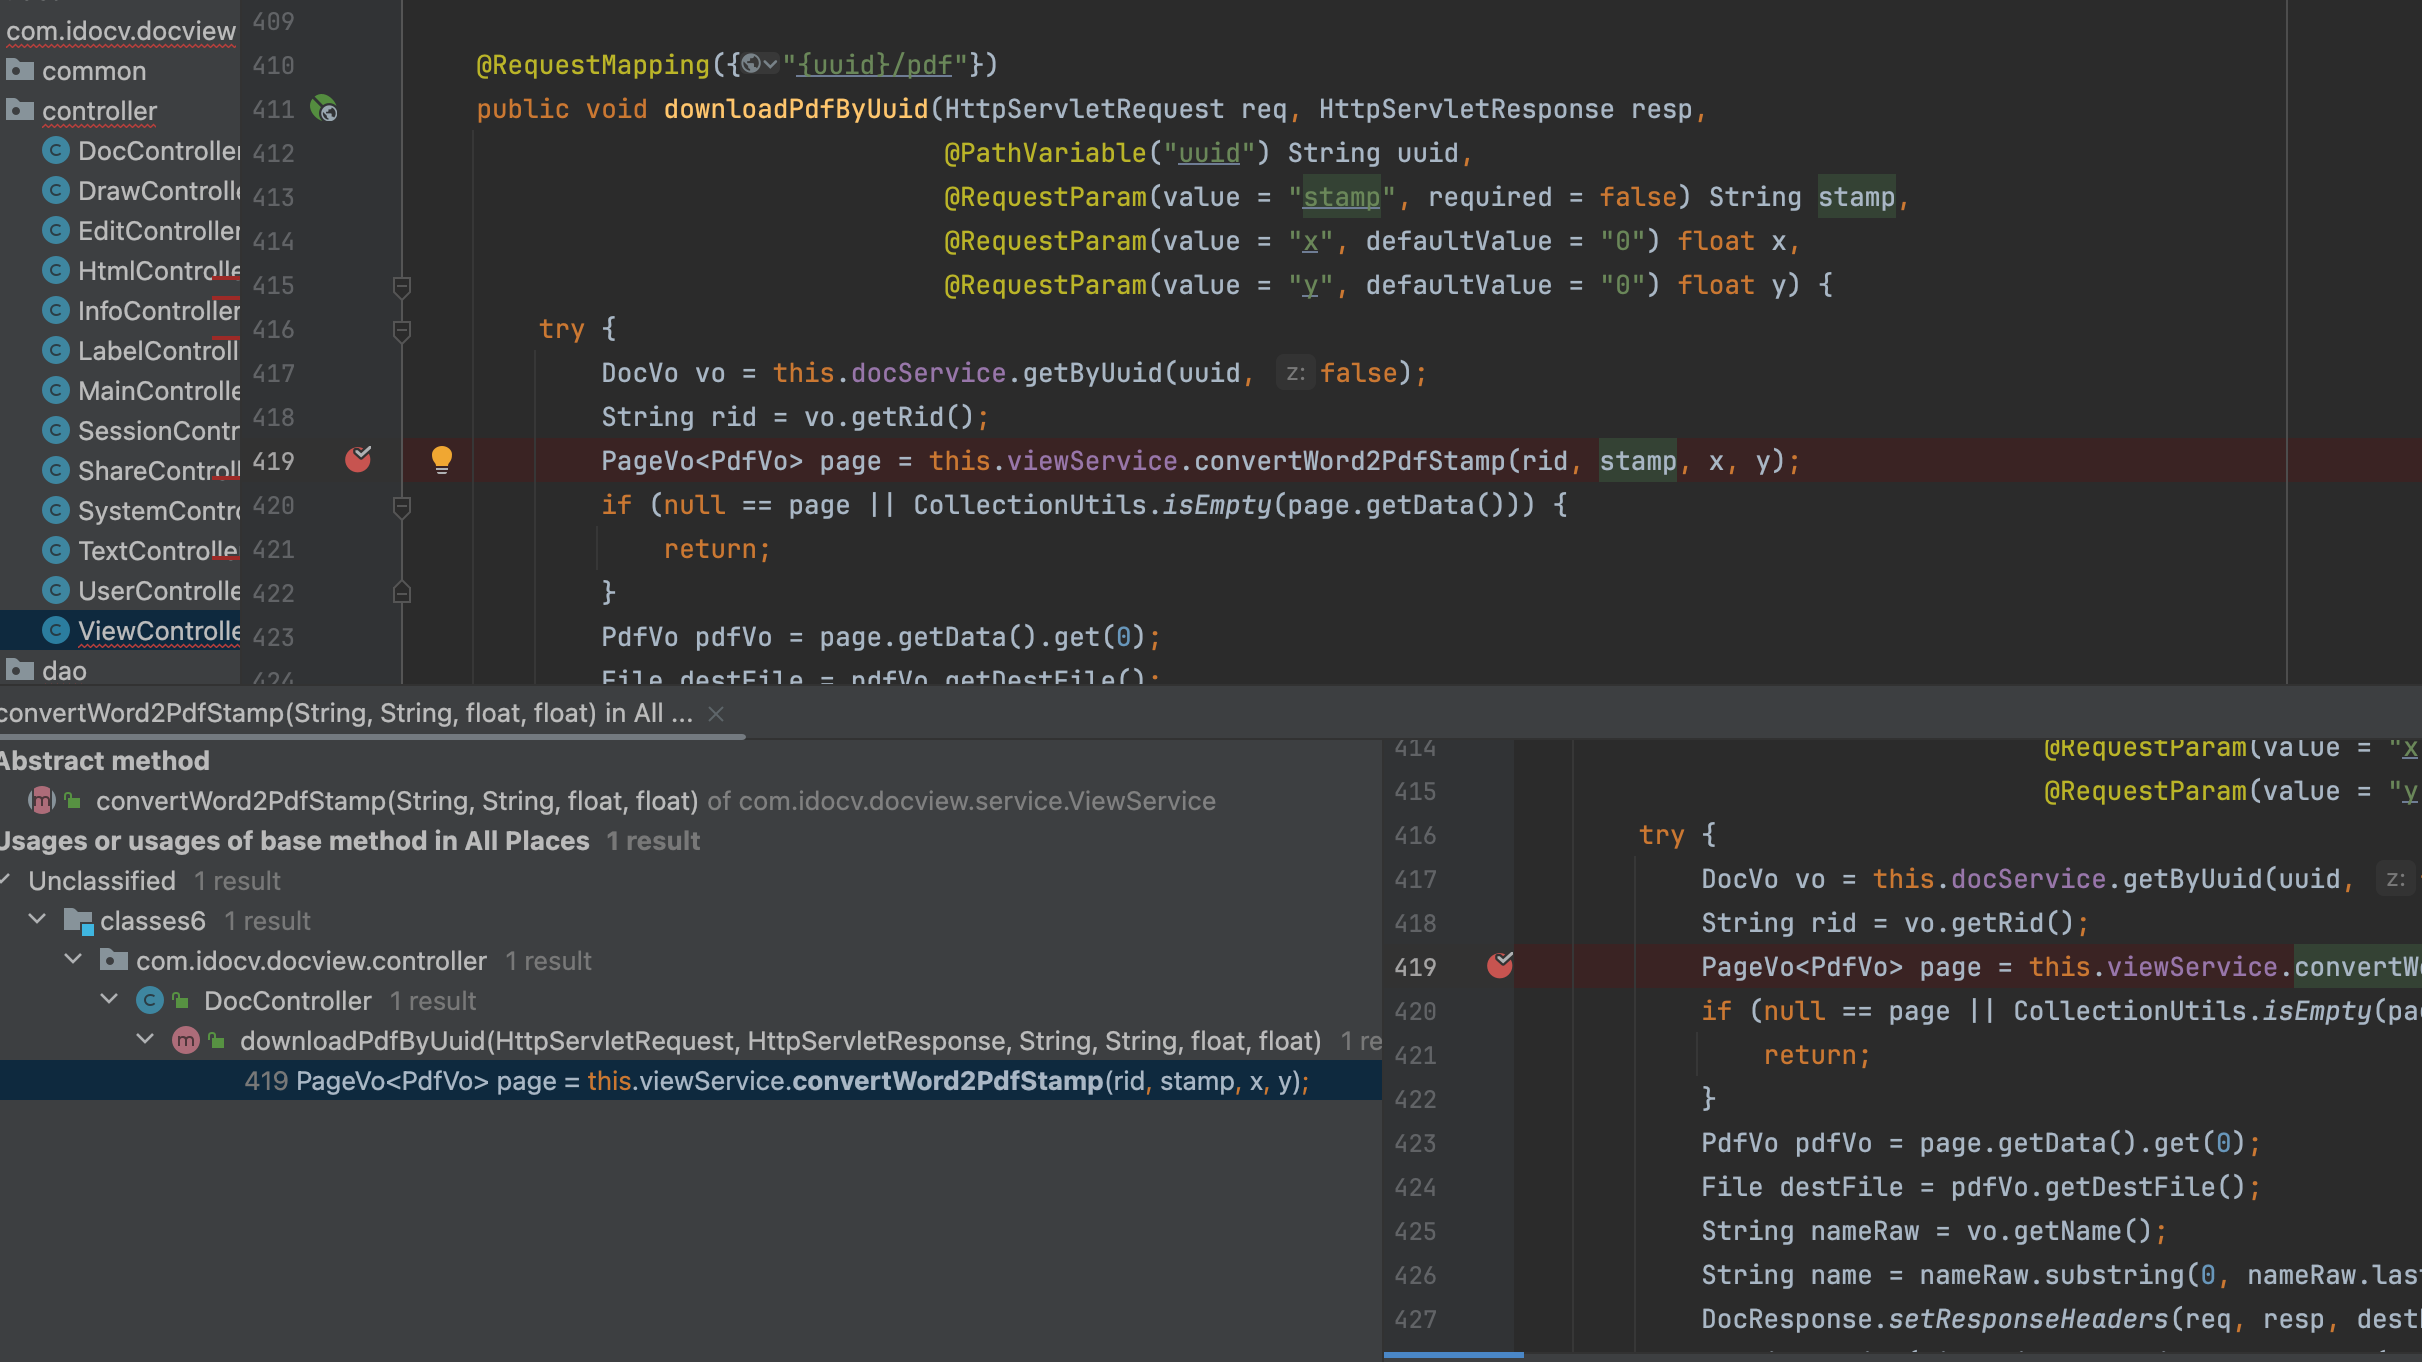 com.idocv.docview
common
controller
DocController
DrawControlle
EditController
HtmlControlle
InfoController
LabelControll
MainControlle
SessionContr
ShareControll
SystemContro
TextController
UserControlle
ViewControlle
dao
409
410 @RequestMapping({"{uuid}/pdf"})
411 public void downloadPdfByUuid(HttpServletRequest req, HttpServletResponse resp,
412 @PathVariable("uuid") String uuid,
413 @RequestParam(value = "stamp", required = false) String stamp,
414 @RequestParam(value = "x", defaultValue = "0") float x,
415 @RequestParam(value = "y", defaultValue = "0") float y) {
416 try {
417 DocVo vo = this.docService.getByUuid(uuid, z: false);
418 String rid = vo.getRid();
419 PageVo<PdfVo> page = this.viewService.convertWord2PdfStamp(rid, stamp, x, y);
420 if (null == page || CollectionUtils.isEmpty(page.getData())) {
421 return;
422 }
423 PdfVo pdfVo = page.getData().get(0);
424 File destFile = pdfVo.getDestFile();
convertWord2PdfStamp(String, String, float, float) in All ...
Abstract method
convertWord2PdfStamp(String, String, float, float) of com.idocv.docview.service.ViewService
Usages or usages of base method in All Places 1 result
Unclassified 1 result
classes6 1 result
com.idocv.docview.controller 1 result
DocController 1 result
downloadPdfByUuid(HttpServletRequest, HttpServletResponse, String, String, float, float) 1 re
419 PageVo<PdfVo> page = this.viewService.convertWord2PdfStamp(rid, stamp, x, y);
414 @RequestParam(value = "x
415 @RequestParam(value = "y
416 try {
417 DocVo vo = this.docService.getByUuid(uuid, z:
418 String rid = vo.getRid();
419 PageVo<PdfVo> page = this.viewService.convertWo
420 if (null == page || CollectionUtils.isEmpty(pag
421 return;
422 }
423 PdfVo pdfVo = page.getData().get(0);
424 File destFile = pdfVo.getDestFile();
425 String nameRaw = vo.getName();
426 String name = nameRaw.substring(0, nameRaw.last
427 DocResponse.setResponseHeaders(req, resp, destF